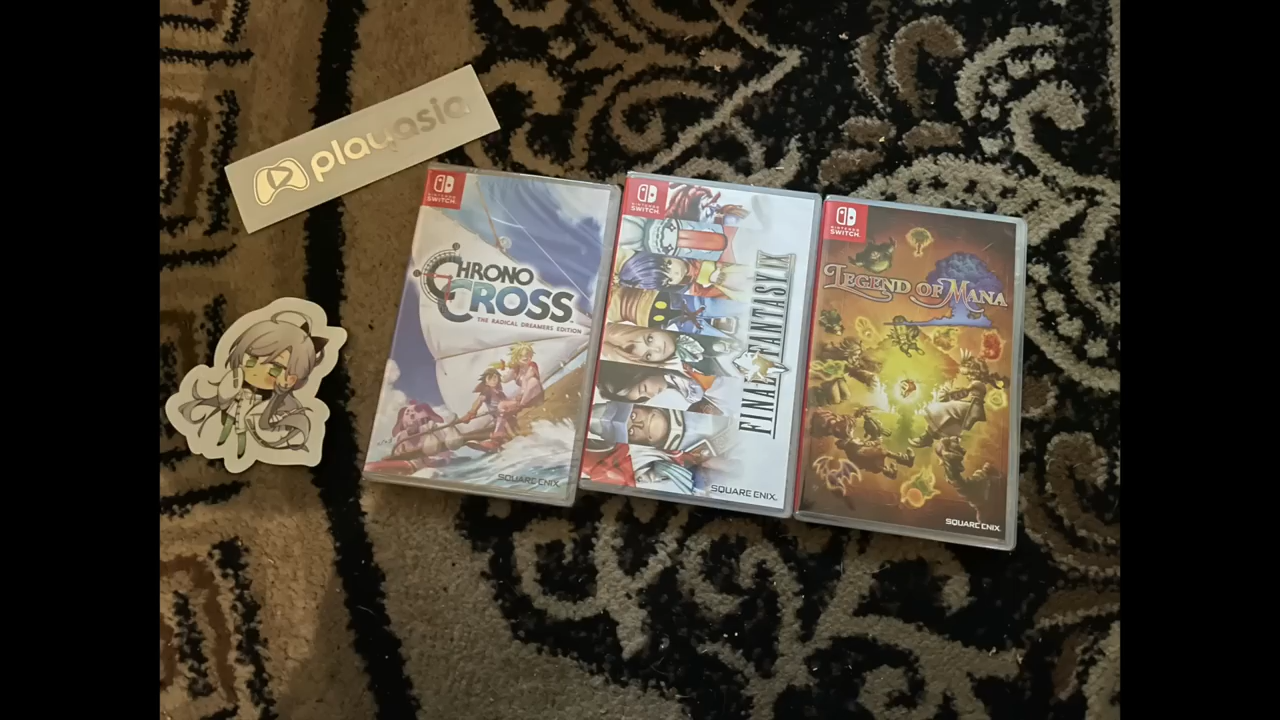 playasia
NINTENDO
SWITCH
CHRONO
CROSS
THE RADICAL DREAMERS EDITION
SQUARE ENIX
NINTENDO
SWITCH
FINAL FANTASY IX
SQUARE ENIX
NINTENDO
SWITCH
LEGEND OF MANA
SQUARE ENIX